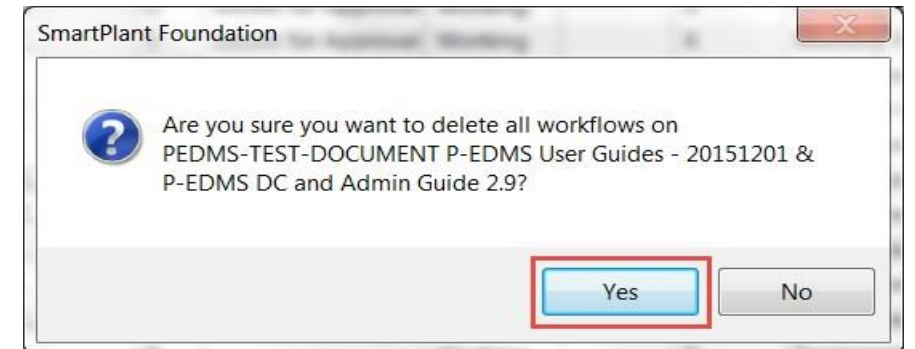 SmartPlant Foundation
Are you sure you want to delete all workflows on
PEDMS-TEST-DOCUMENT P-EDMS User Guides - 20151201 &
P-EDMS DC and Admin Guide 2.9?
Yes
No